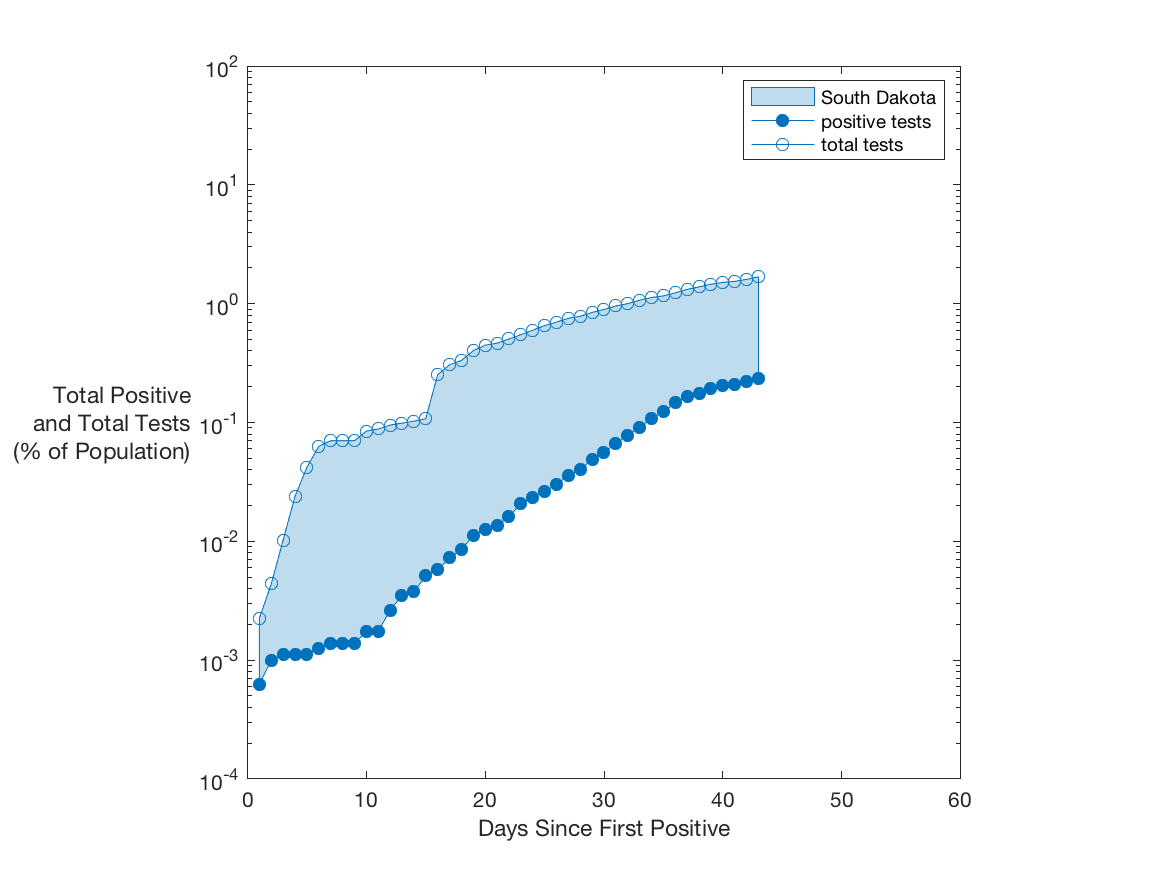 10^2
10^1
10^0
10^-1
10^-2
10^-3
10^-4
Total Positive
and Total Tests
(% of Population)
South Dakota
positive tests
total tests
0 10 20 30 40 50 60
Days Since First Positive